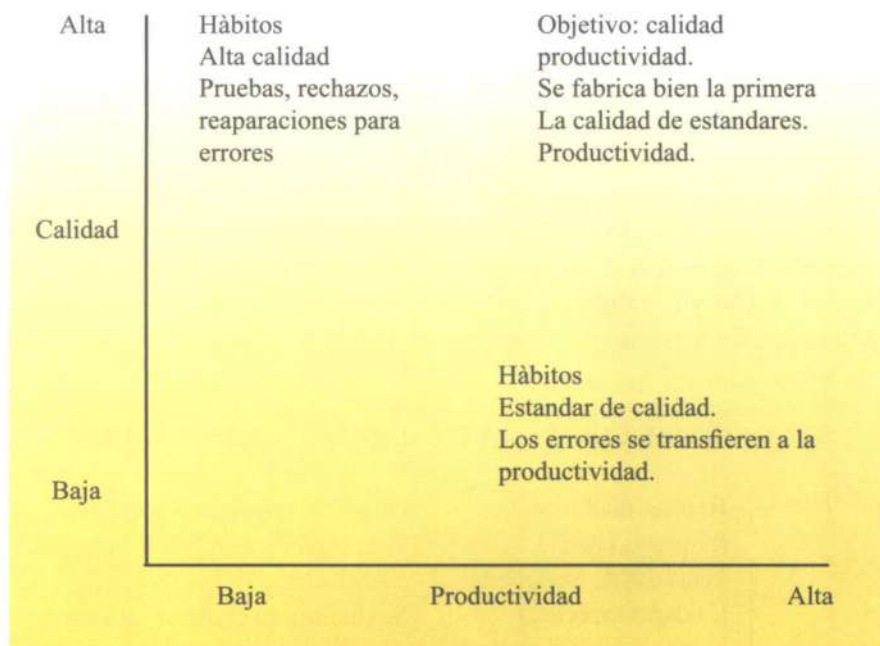 Alta
Hàbitos
Alta calidad
Pruebas, rechazos,
reaparaciones para
errores
Objetivo: calidad
productividad.
Se fabrica bien la primera
La calidad de estandares.
Productividad.
Calidad
Hàbitos
Estandar de calidad.
Los errores se transfieren a la
productividad.
Baja
Baja
Productividad
Alta